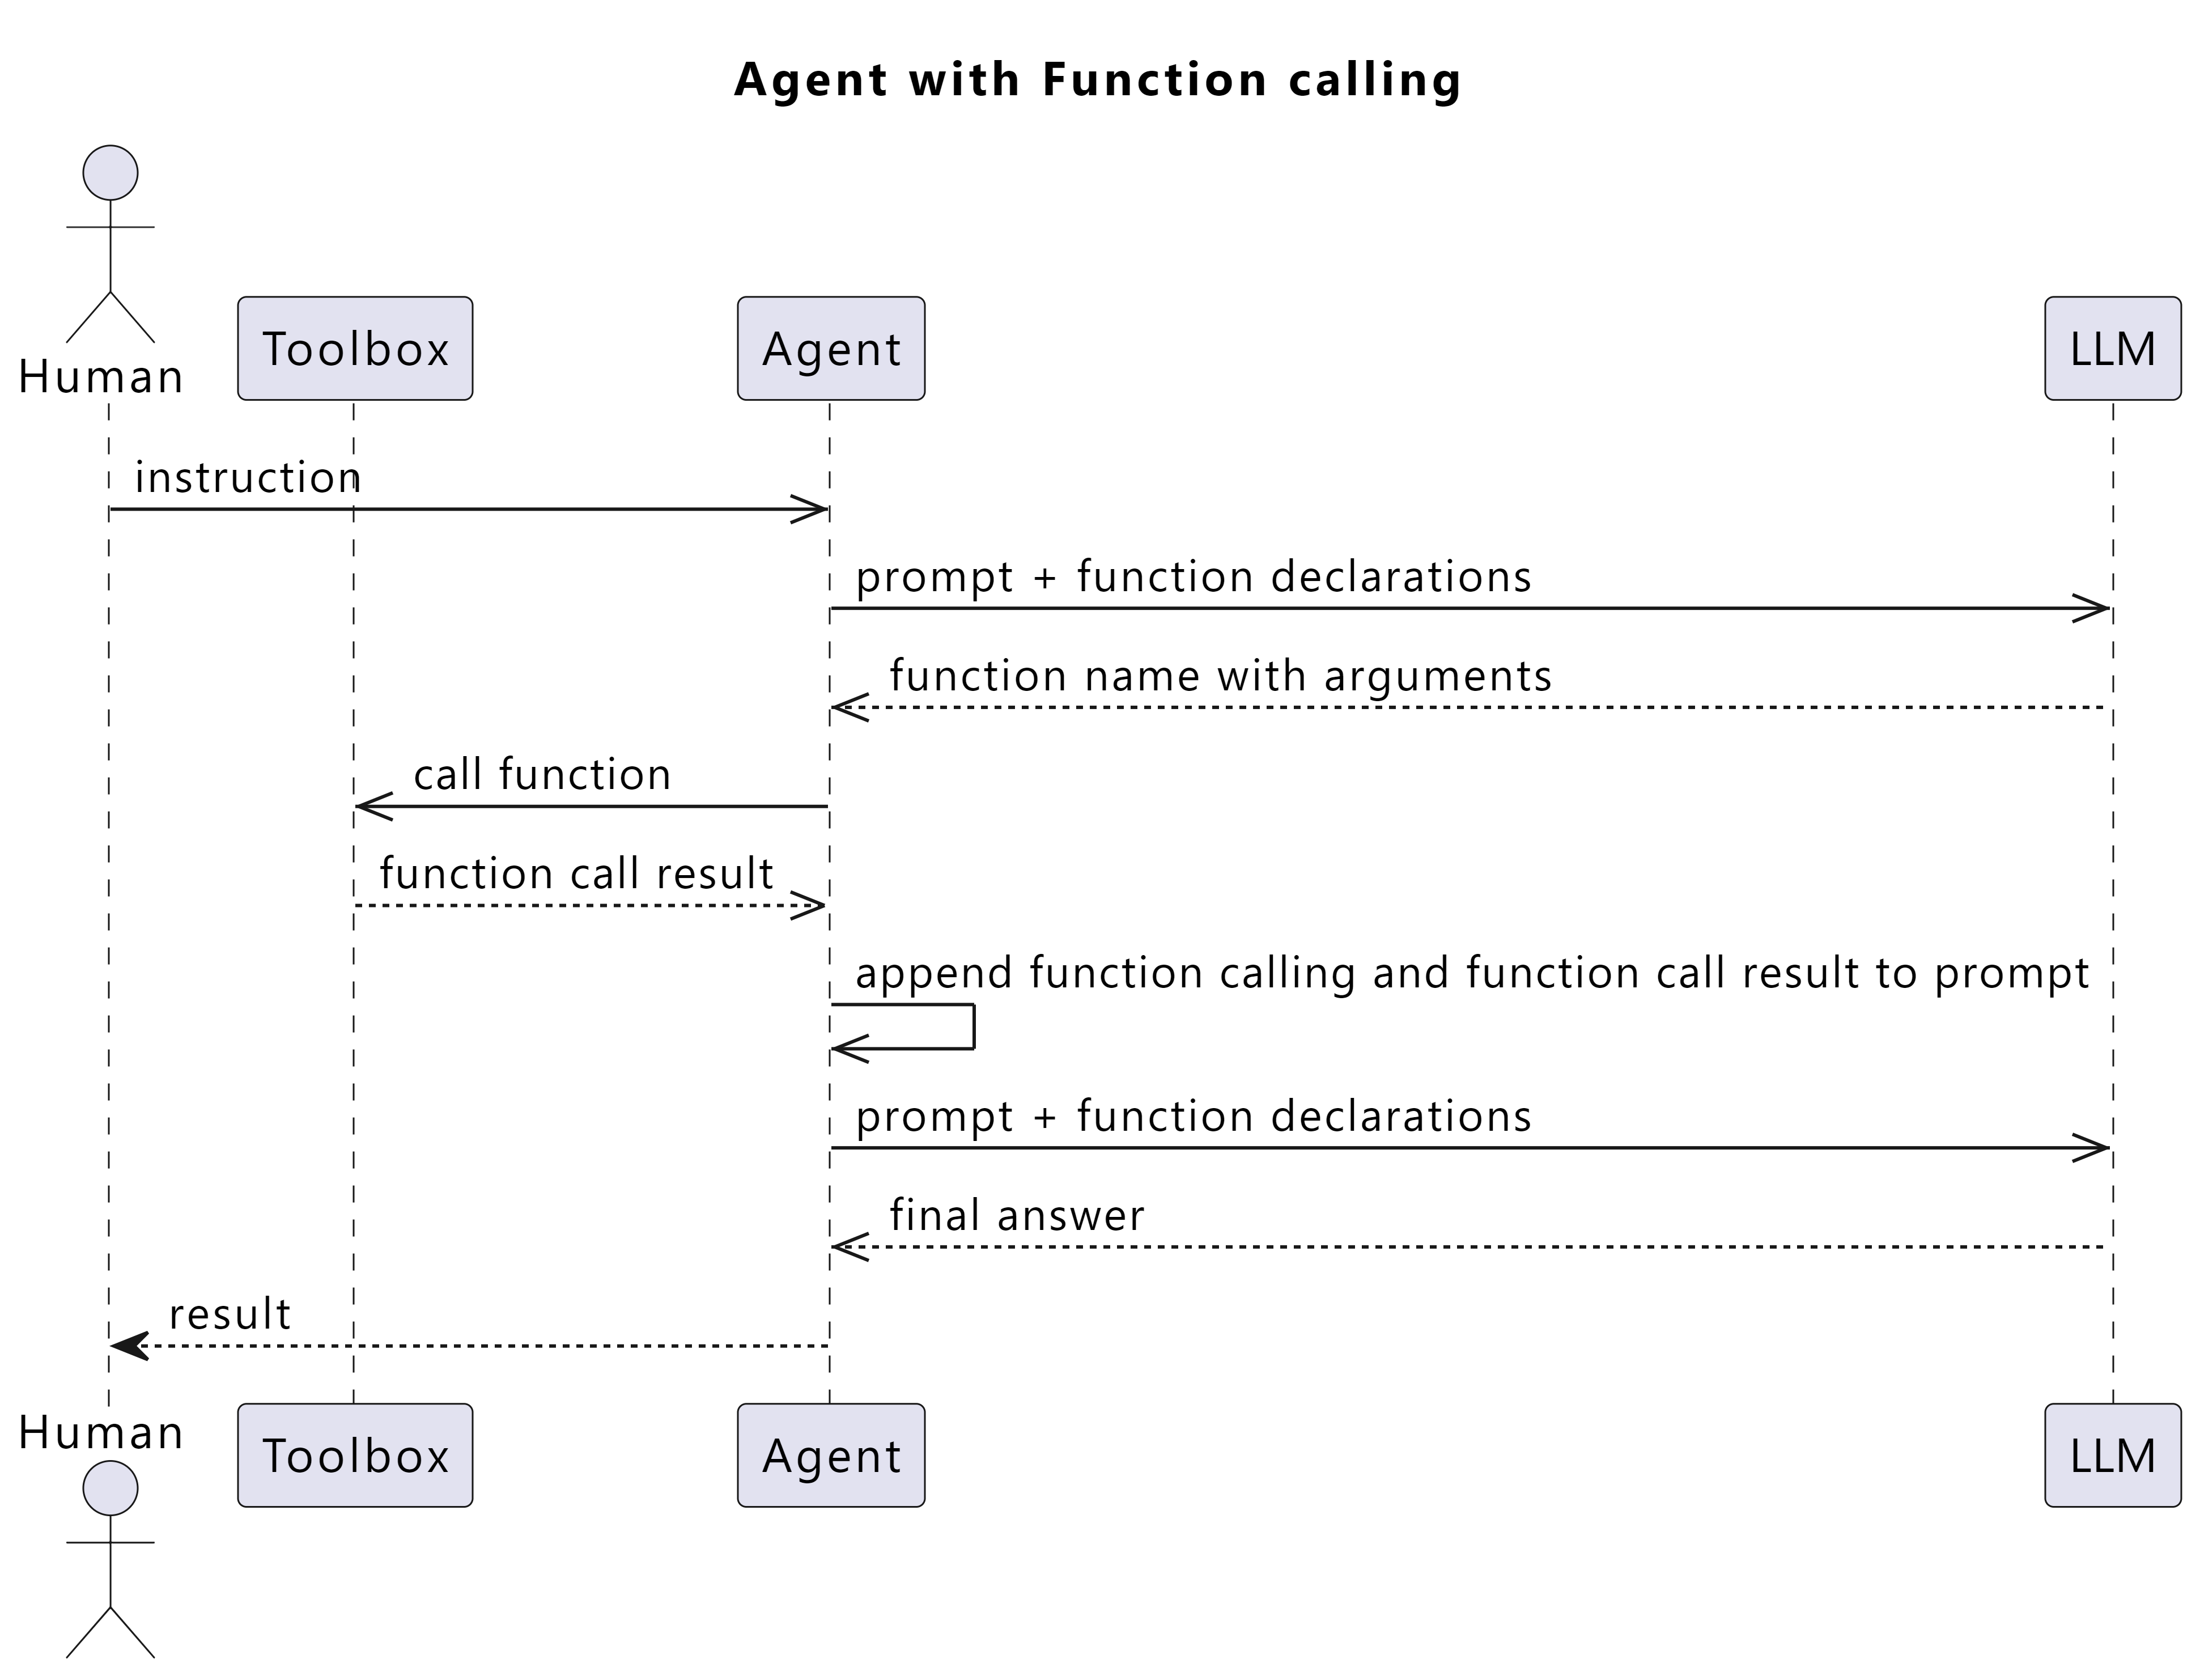 Agent with Function calling
Human
Toolbox
Agent
LLM
instruction
prompt + function declarations
function name with arguments
call function
function call result
append function calling and function call result to prompt
prompt + function declarations
final answer
result
Human
Toolbox
Agent
LLM